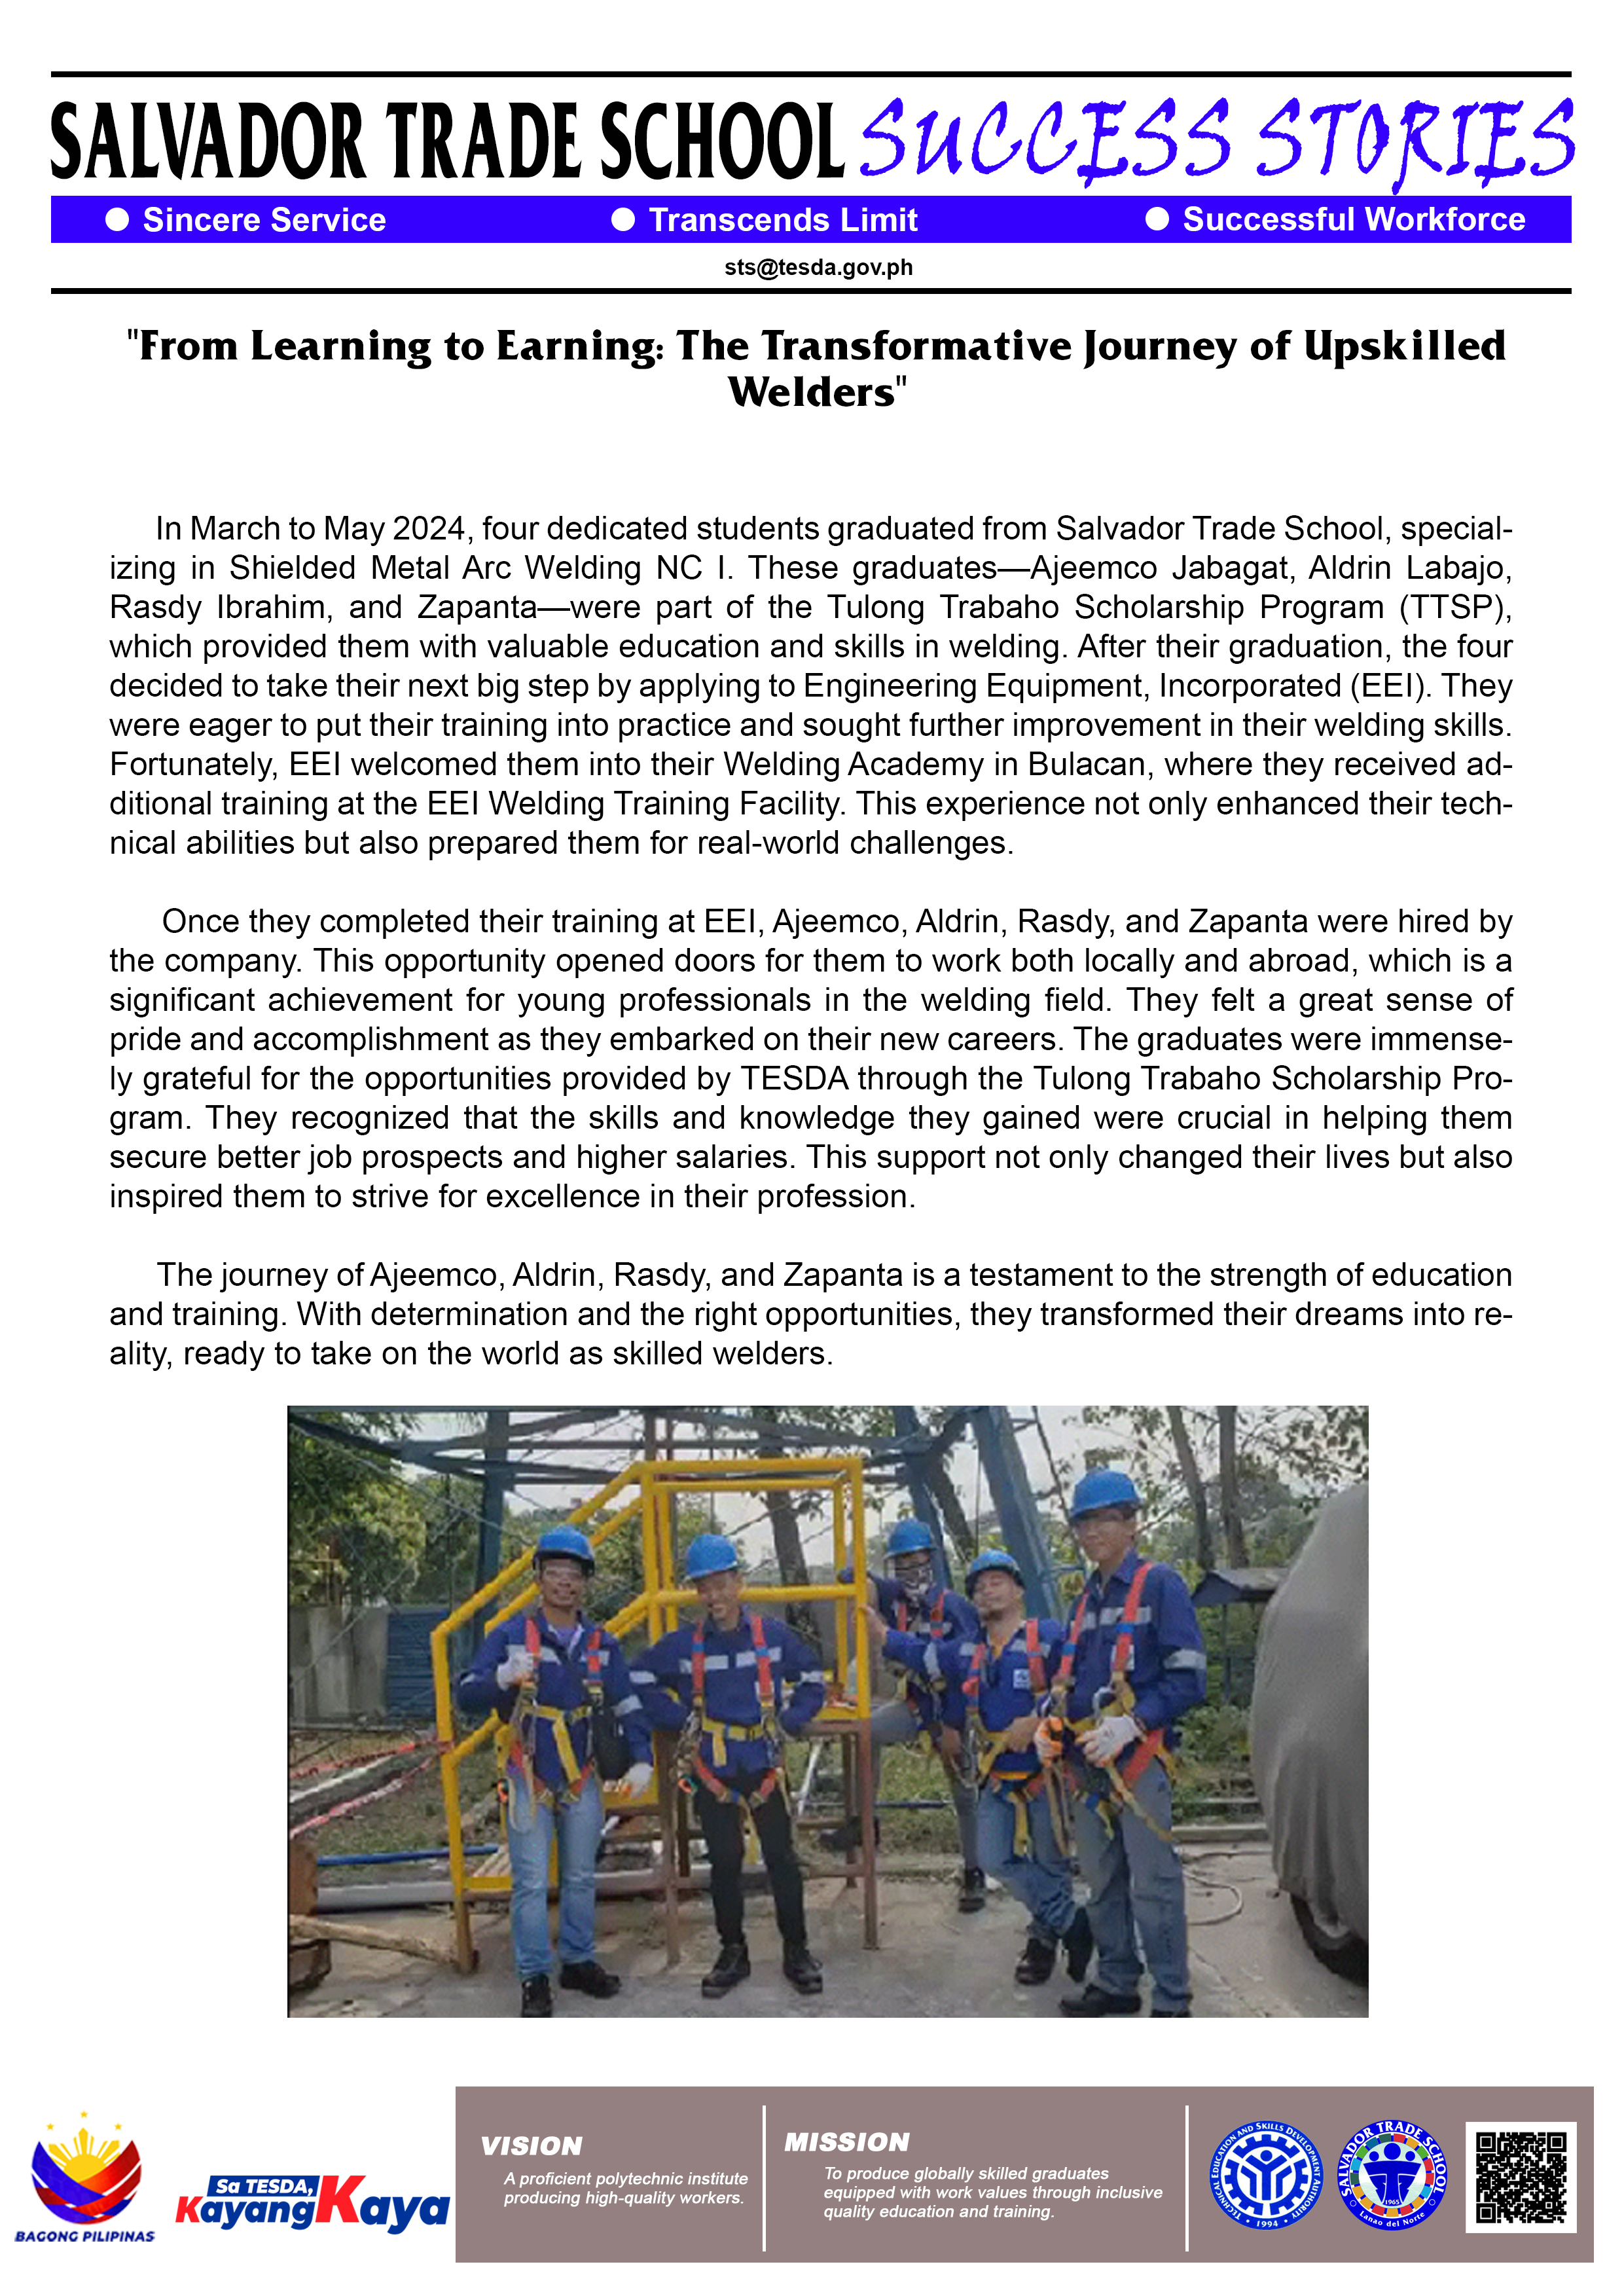 SALVADOR TRADE SCHOOL SUCCESS STORIES
● Sincere Service ● Transcends Limit ● Successful Workforce
sts@tesda.gov.ph
"From Learning to Earning: The Transformative Journey of Upskilled
Welders"
In March to May 2024, four dedicated students graduated from Salvador Trade School, special-
izing in Shielded Metal Arc Welding NC I. These graduates—Ajeemco Jabagat, Aldrin Labajo,
Rasdy Ibrahim, and Zapanta—were part of the Tulong Trabaho Scholarship Program (TTSP),
which provided them with valuable education and skills in welding. After their graduation, the four
decided to take their next big step by applying to Engineering Equipment, Incorporated (EEI). They
were eager to put their training into practice and sought further improvement in their welding skills.
Fortunately, EEI welcomed them into their Welding Academy in Bulacan, where they received ad-
ditional training at the EEI Welding Training Facility. This experience not only enhanced their tech-
nical abilities but also prepared them for real-world challenges.
Once they completed their training at EEI, Ajeemco, Aldrin, Rasdy, and Zapanta were hired by
the company. This opportunity opened doors for them to work both locally and abroad, which is a
significant achievement for young professionals in the welding field. They felt a great sense of
pride and accomplishment as they embarked on their new careers. The graduates were immense-
ly grateful for the opportunities provided by TESDA through the Tulong Trabaho Scholarship Pro-
gram. They recognized that the skills and knowledge they gained were crucial in helping them
secure better job prospects and higher salaries. This support not only changed their lives but also
inspired them to strive for excellence in their profession.
The journey of Ajeemco, Aldrin, Rasdy, and Zapanta is a testament to the strength of education
and training. With determination and the right opportunities, they transformed their dreams into re-
ality, ready to take on the world as skilled welders.
BAGONG PILIPINAS
Sa TESDA,
Kayang Kaya
VISION
A proficient polytechnic institute
producing high-quality workers.
MISSION
To produce globally skilled graduates
equipped with work values through inclusive
quality education and training.
TECHNICAL EDUCATION AND SKILLS DEVELOPMENT AUTHORITY
• 1994 •
SALVADOR TRADE SCHOOL
1965
Lanao del Norte